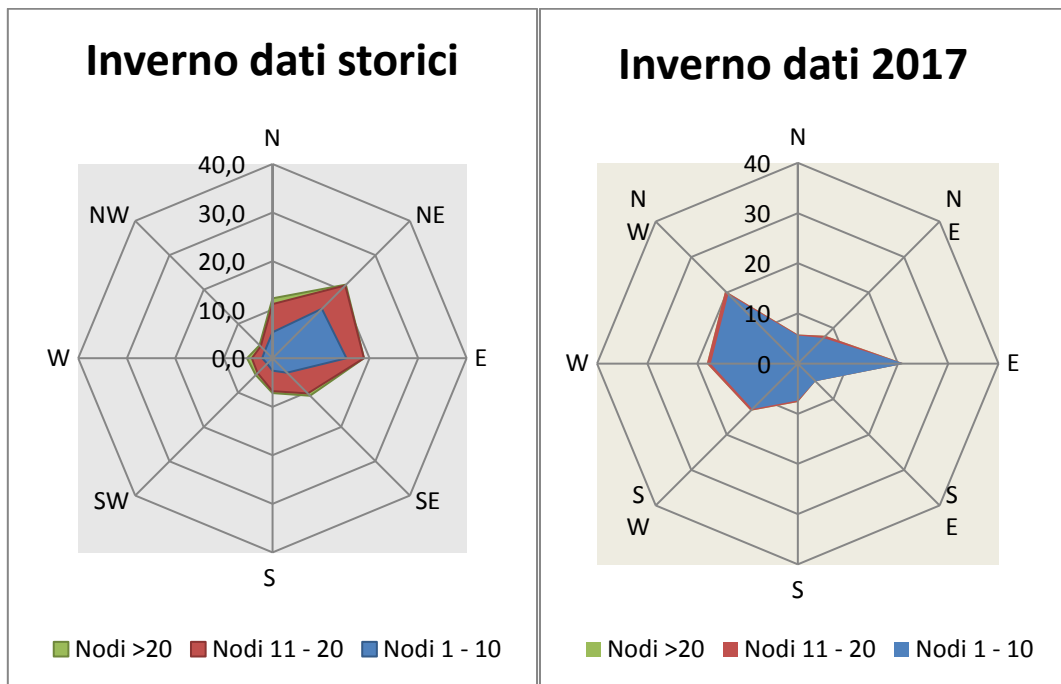 Inverno dati storici
N
40,0
NW
NE
30,0
20,0
10,0
W
0,0
E
SW
SE
S
Nodi >20 Nodi 11 - 20 Nodi 1 - 10
Inverno dati 2017
N
40
N
W
N
E
30
20
10
W
0
E
S
W
S
E
S
Nodi >20 Nodi 11 - 20 Nodi 1 - 10